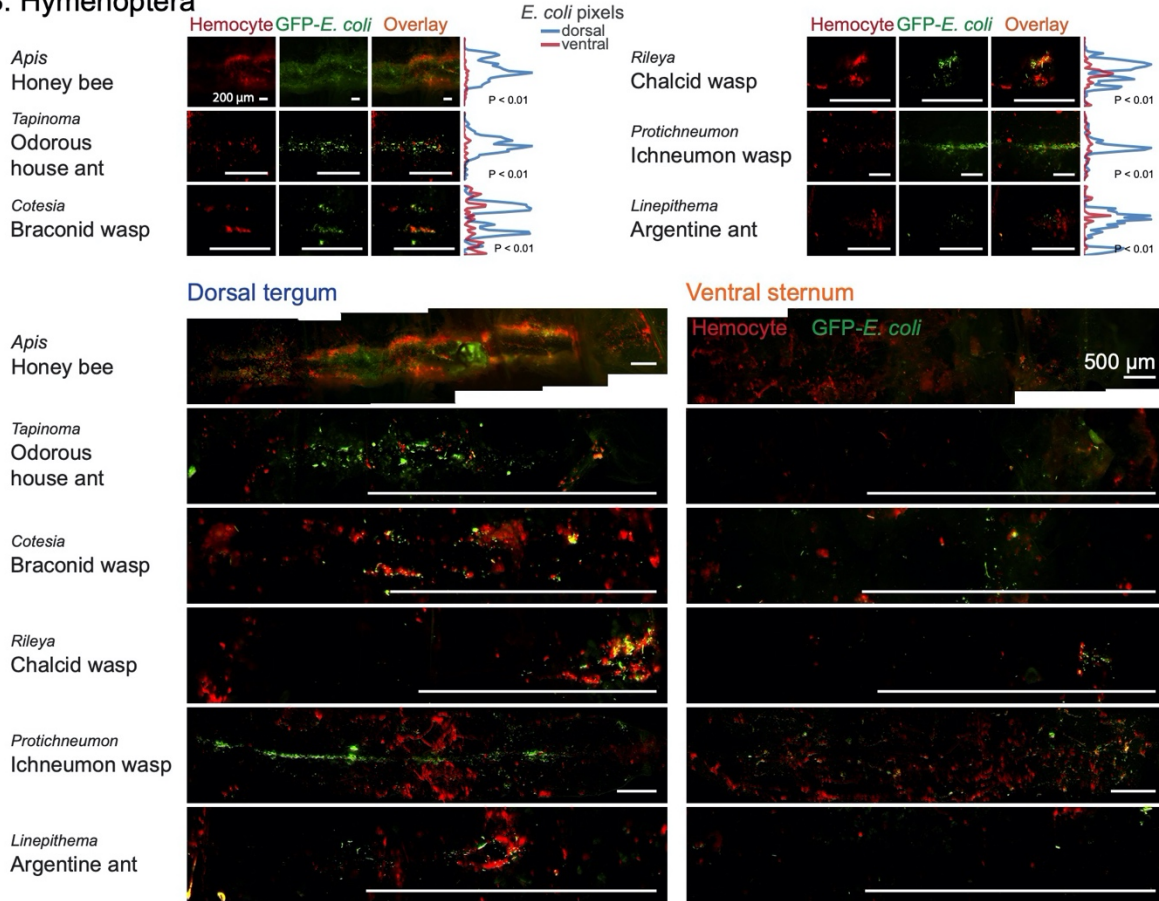 Hymenoptera
Hemocyte GFP-E. coli Overlay
E. coli pixels
dorsal
ventral
Apis
Honey bee
200 µm
P < 0.01
Tapinoma
Odorous
house ant
P < 0.01
Cotesia
Braconid wasp
P < 0.01
Hemocyte GFP-E. coli Overlay
Rileya
Chalcid wasp
P < 0.01
Protichneumon
Ichneumon wasp
P < 0.01
Linepithema
Argentine ant
P < 0.01
Dorsal tergum
Ventral sternum
Apis
Honey bee
Hemocyte GFP-E. coli
500 µm
Tapinoma
Odorous
house ant
Cotesia
Braconid wasp
Rileya
Chalcid wasp
Protichneumon
Ichneumon wasp
Linepithema
Argentine ant